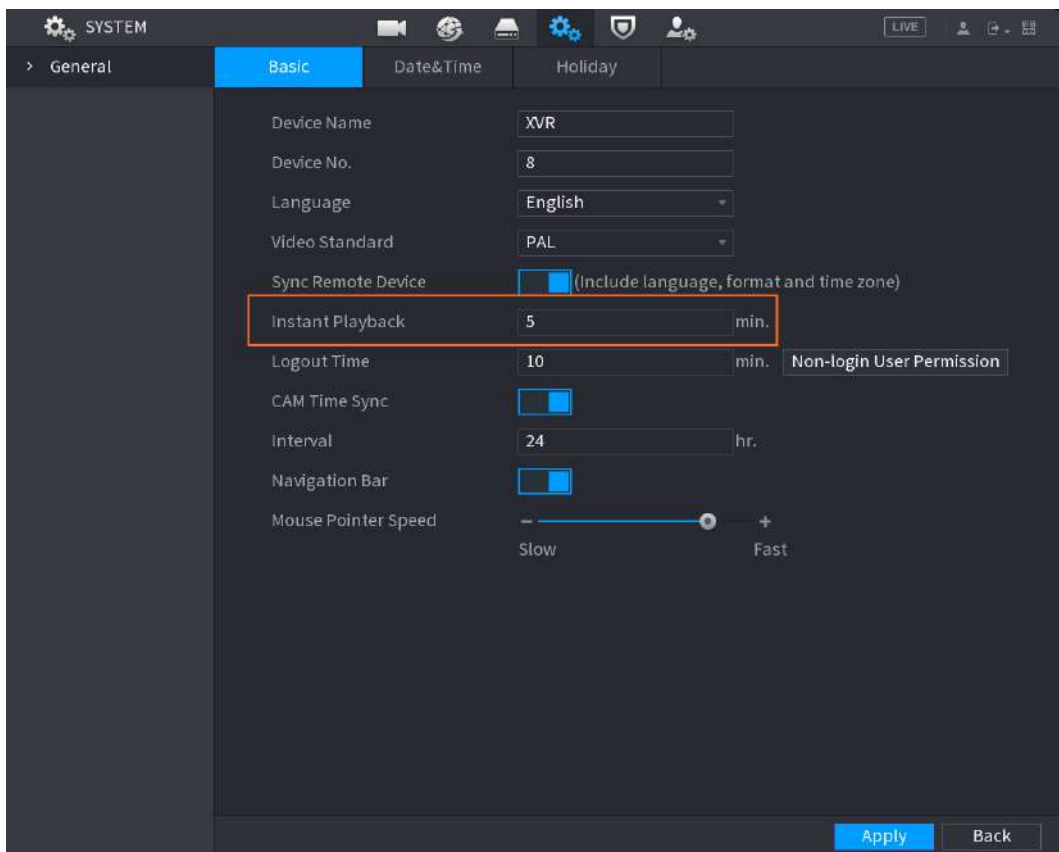 SYSTEM LIVE
> General Basic Date&Time Holiday
Device Name XVR
Device No. 8
Language English
Video Standard PAL
Sync Remote Device (Include language, format and time zone)
Instant Playback 5 min.
Logout Time 10 min. Non-login User Permission
CAM Time Sync
Interval 24 hr.
Navigation Bar
Mouse Pointer Speed − +
Slow Fast
Apply Back